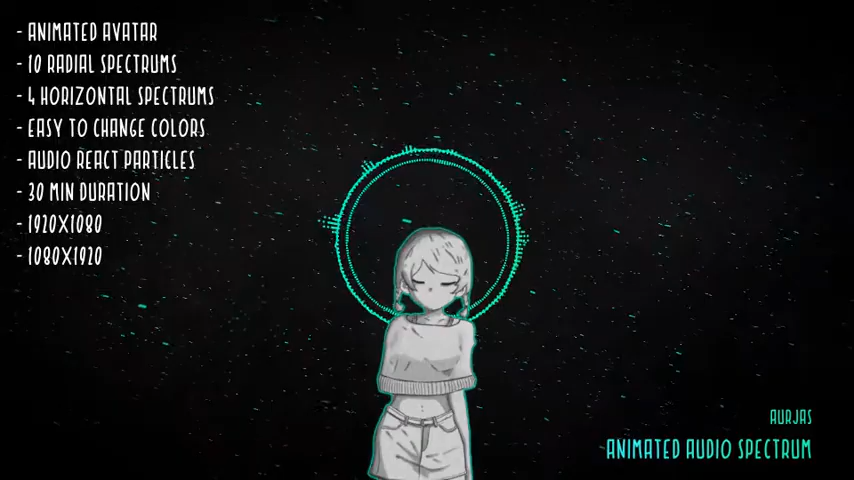 - ANIMATED AVATAR
- 10 RADIAL SPECTRUMS
- 4 HORIZONTAL SPECTRUMS
- EASY TO CHANGE COLORS
- AUDIO REACT PARTICLES
- 30 MIN DURATION
- 1920X1080
- 1080X1920
AURJAS
ANIMATED AUDIO SPECTRUM